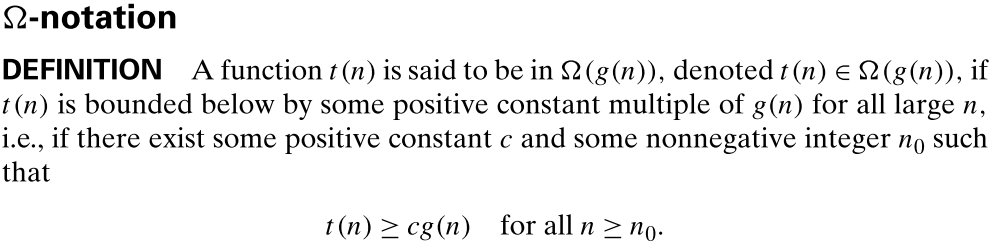 Ω-notation
DEFINITION A function t(n) is said to be in Ω(g(n)), denoted t(n) ∈ Ω(g(n)), if
t(n) is bounded below by some positive constant multiple of g(n) for all large n,
i.e., if there exist some positive constant c and some nonnegative integer n₀ such
that
t(n) ≥ cg(n) for all n ≥ n₀.